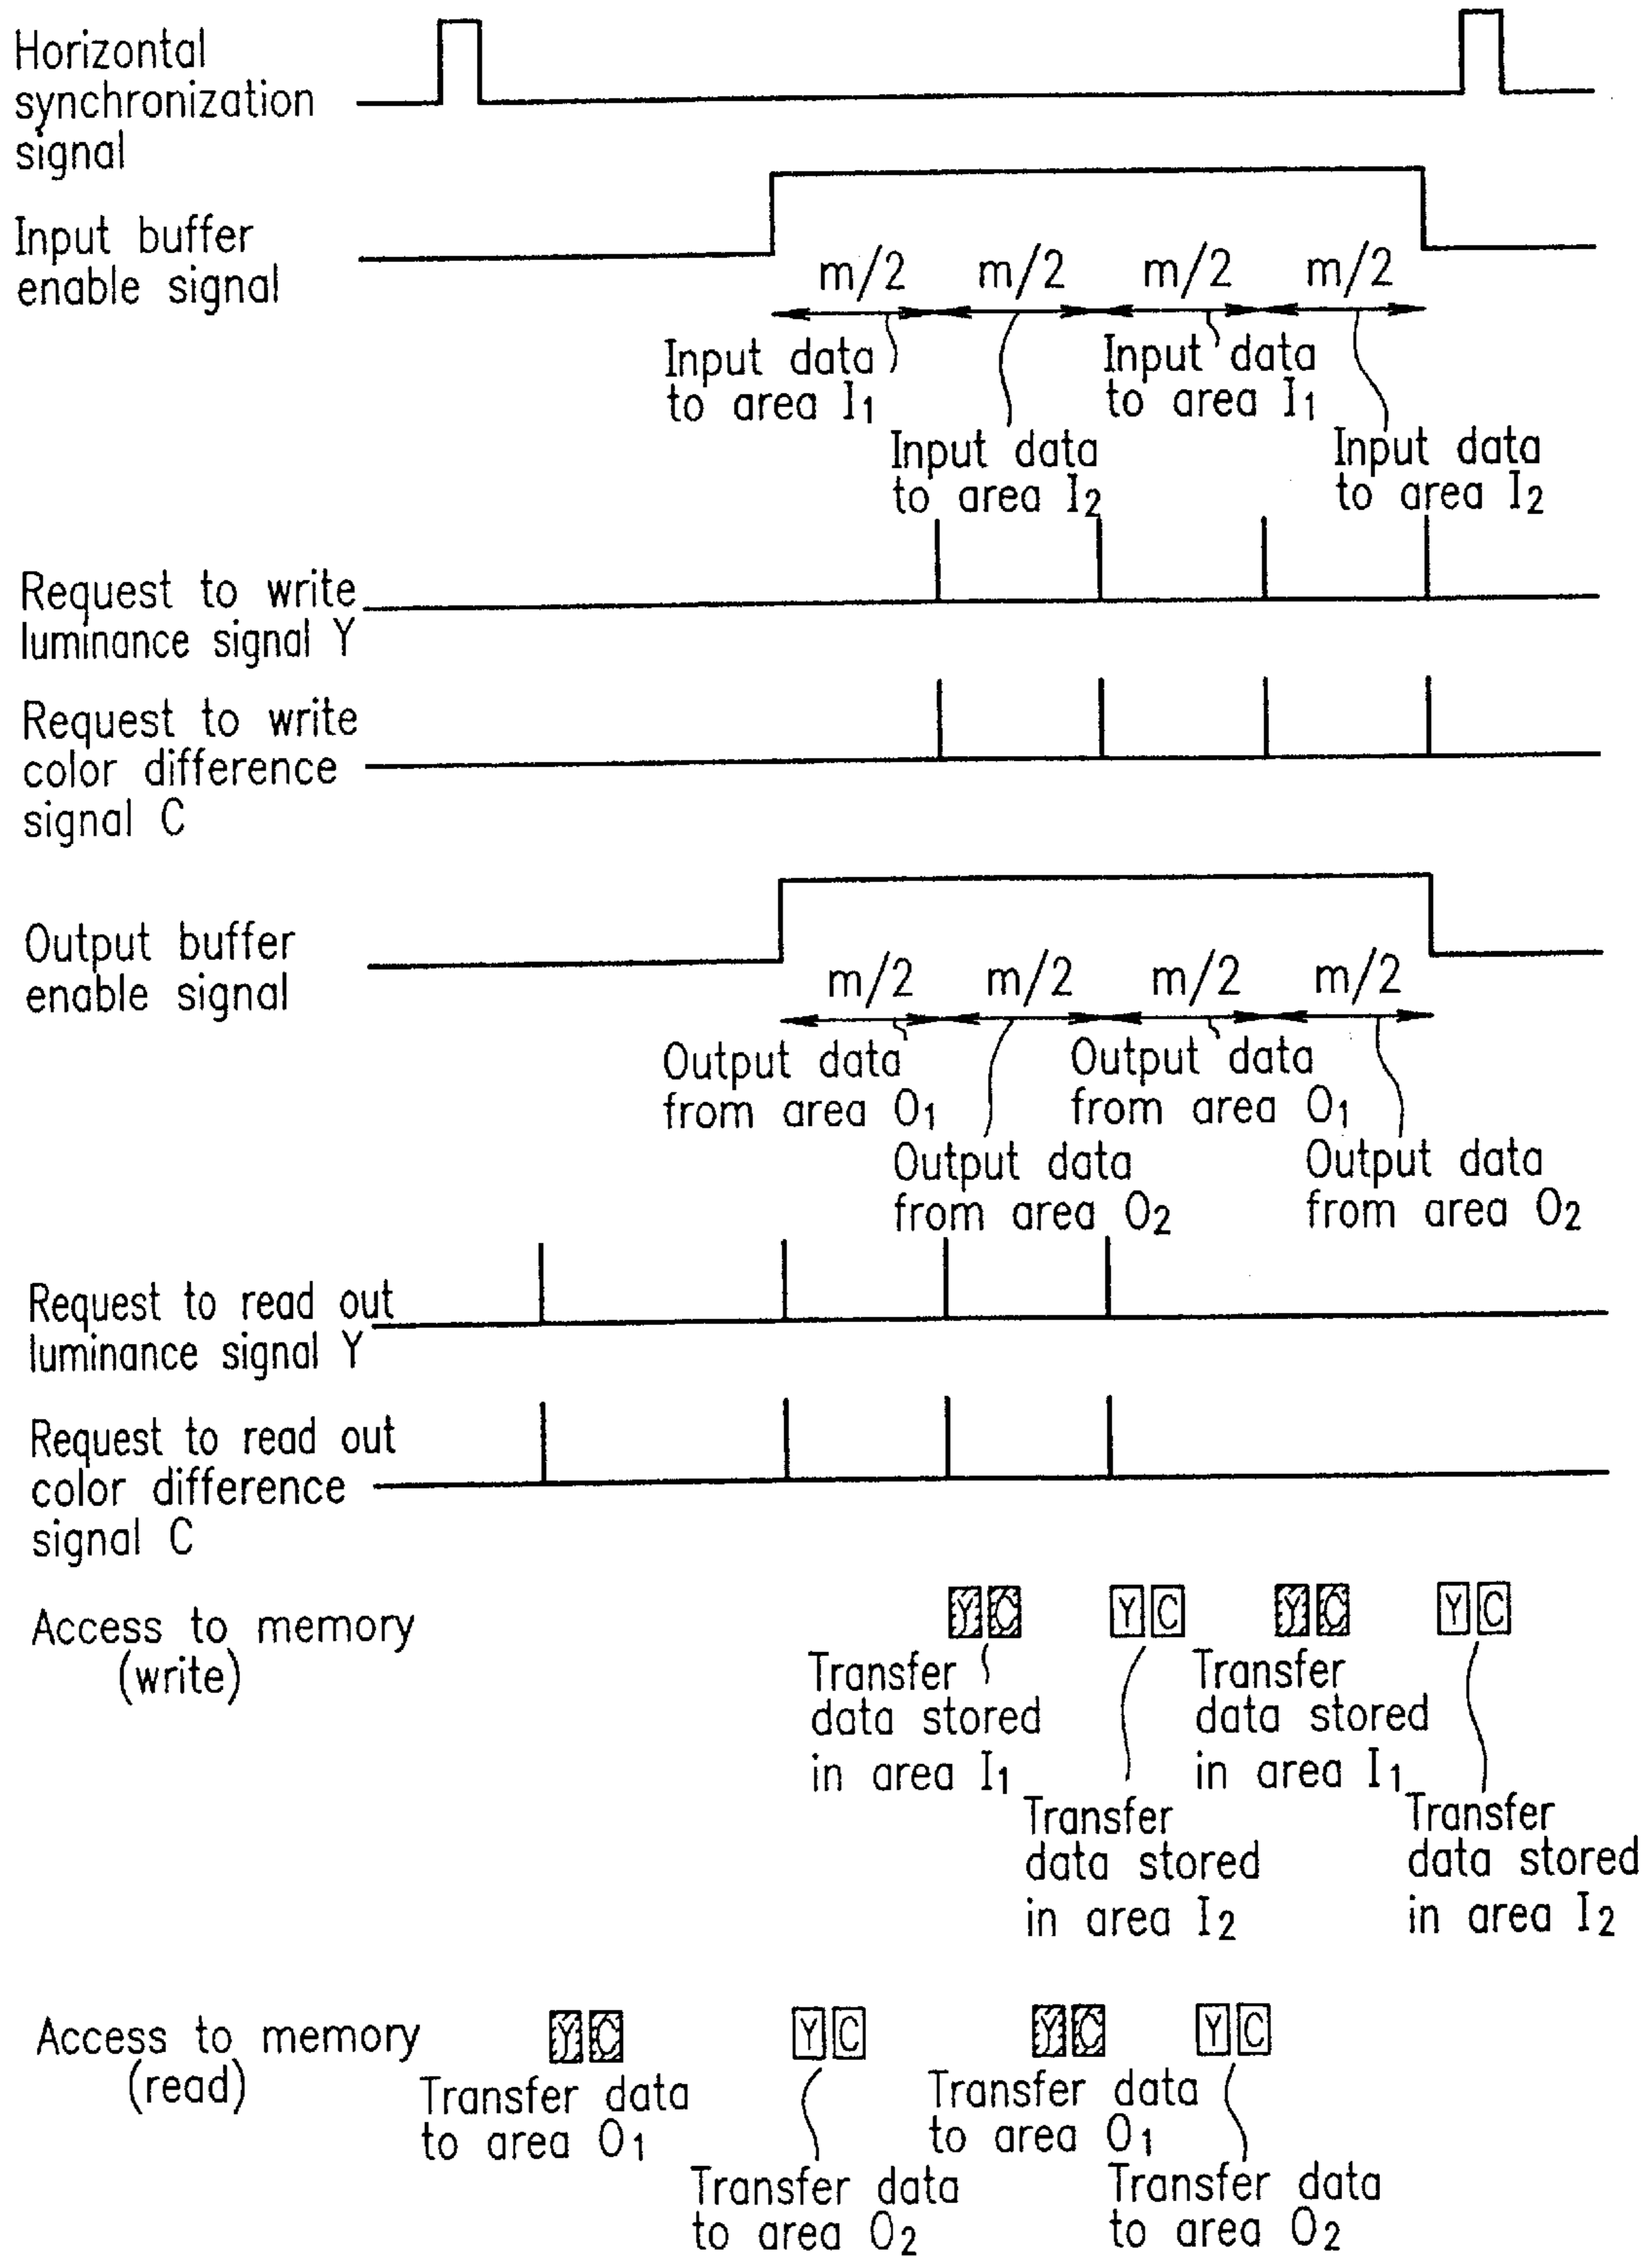 Horizontal
synchronization
signal
Input buffer
enable signal
m/2 m/2 m/2 m/2
Input data
to area I1
Input data
to area I1
Input data
to area I2
Input data
to area I2
Request to write
luminance signal Y
Request to write
color difference
signal C
Output buffer
enable signal
m/2 m/2 m/2 m/2
Output data
from area O1
Output data
from area O1
Output data
from area O2
Output data
from area O2
Request to read out
luminance signal Y
Request to read out
color difference
signal C
Access to memory
(write)
Y C Y C Y C Y C
Transfer
data stored
in area I1
Transfer
data stored
in area I1
Transfer
data stored
in area I2
Transfer
data stored
in area I2
Access to memory
(read)
Y C Y C Y C Y C
Transfer data
to area O1
Transfer data
to area O1
Transfer data
to area O2
Transfer data
to area O2